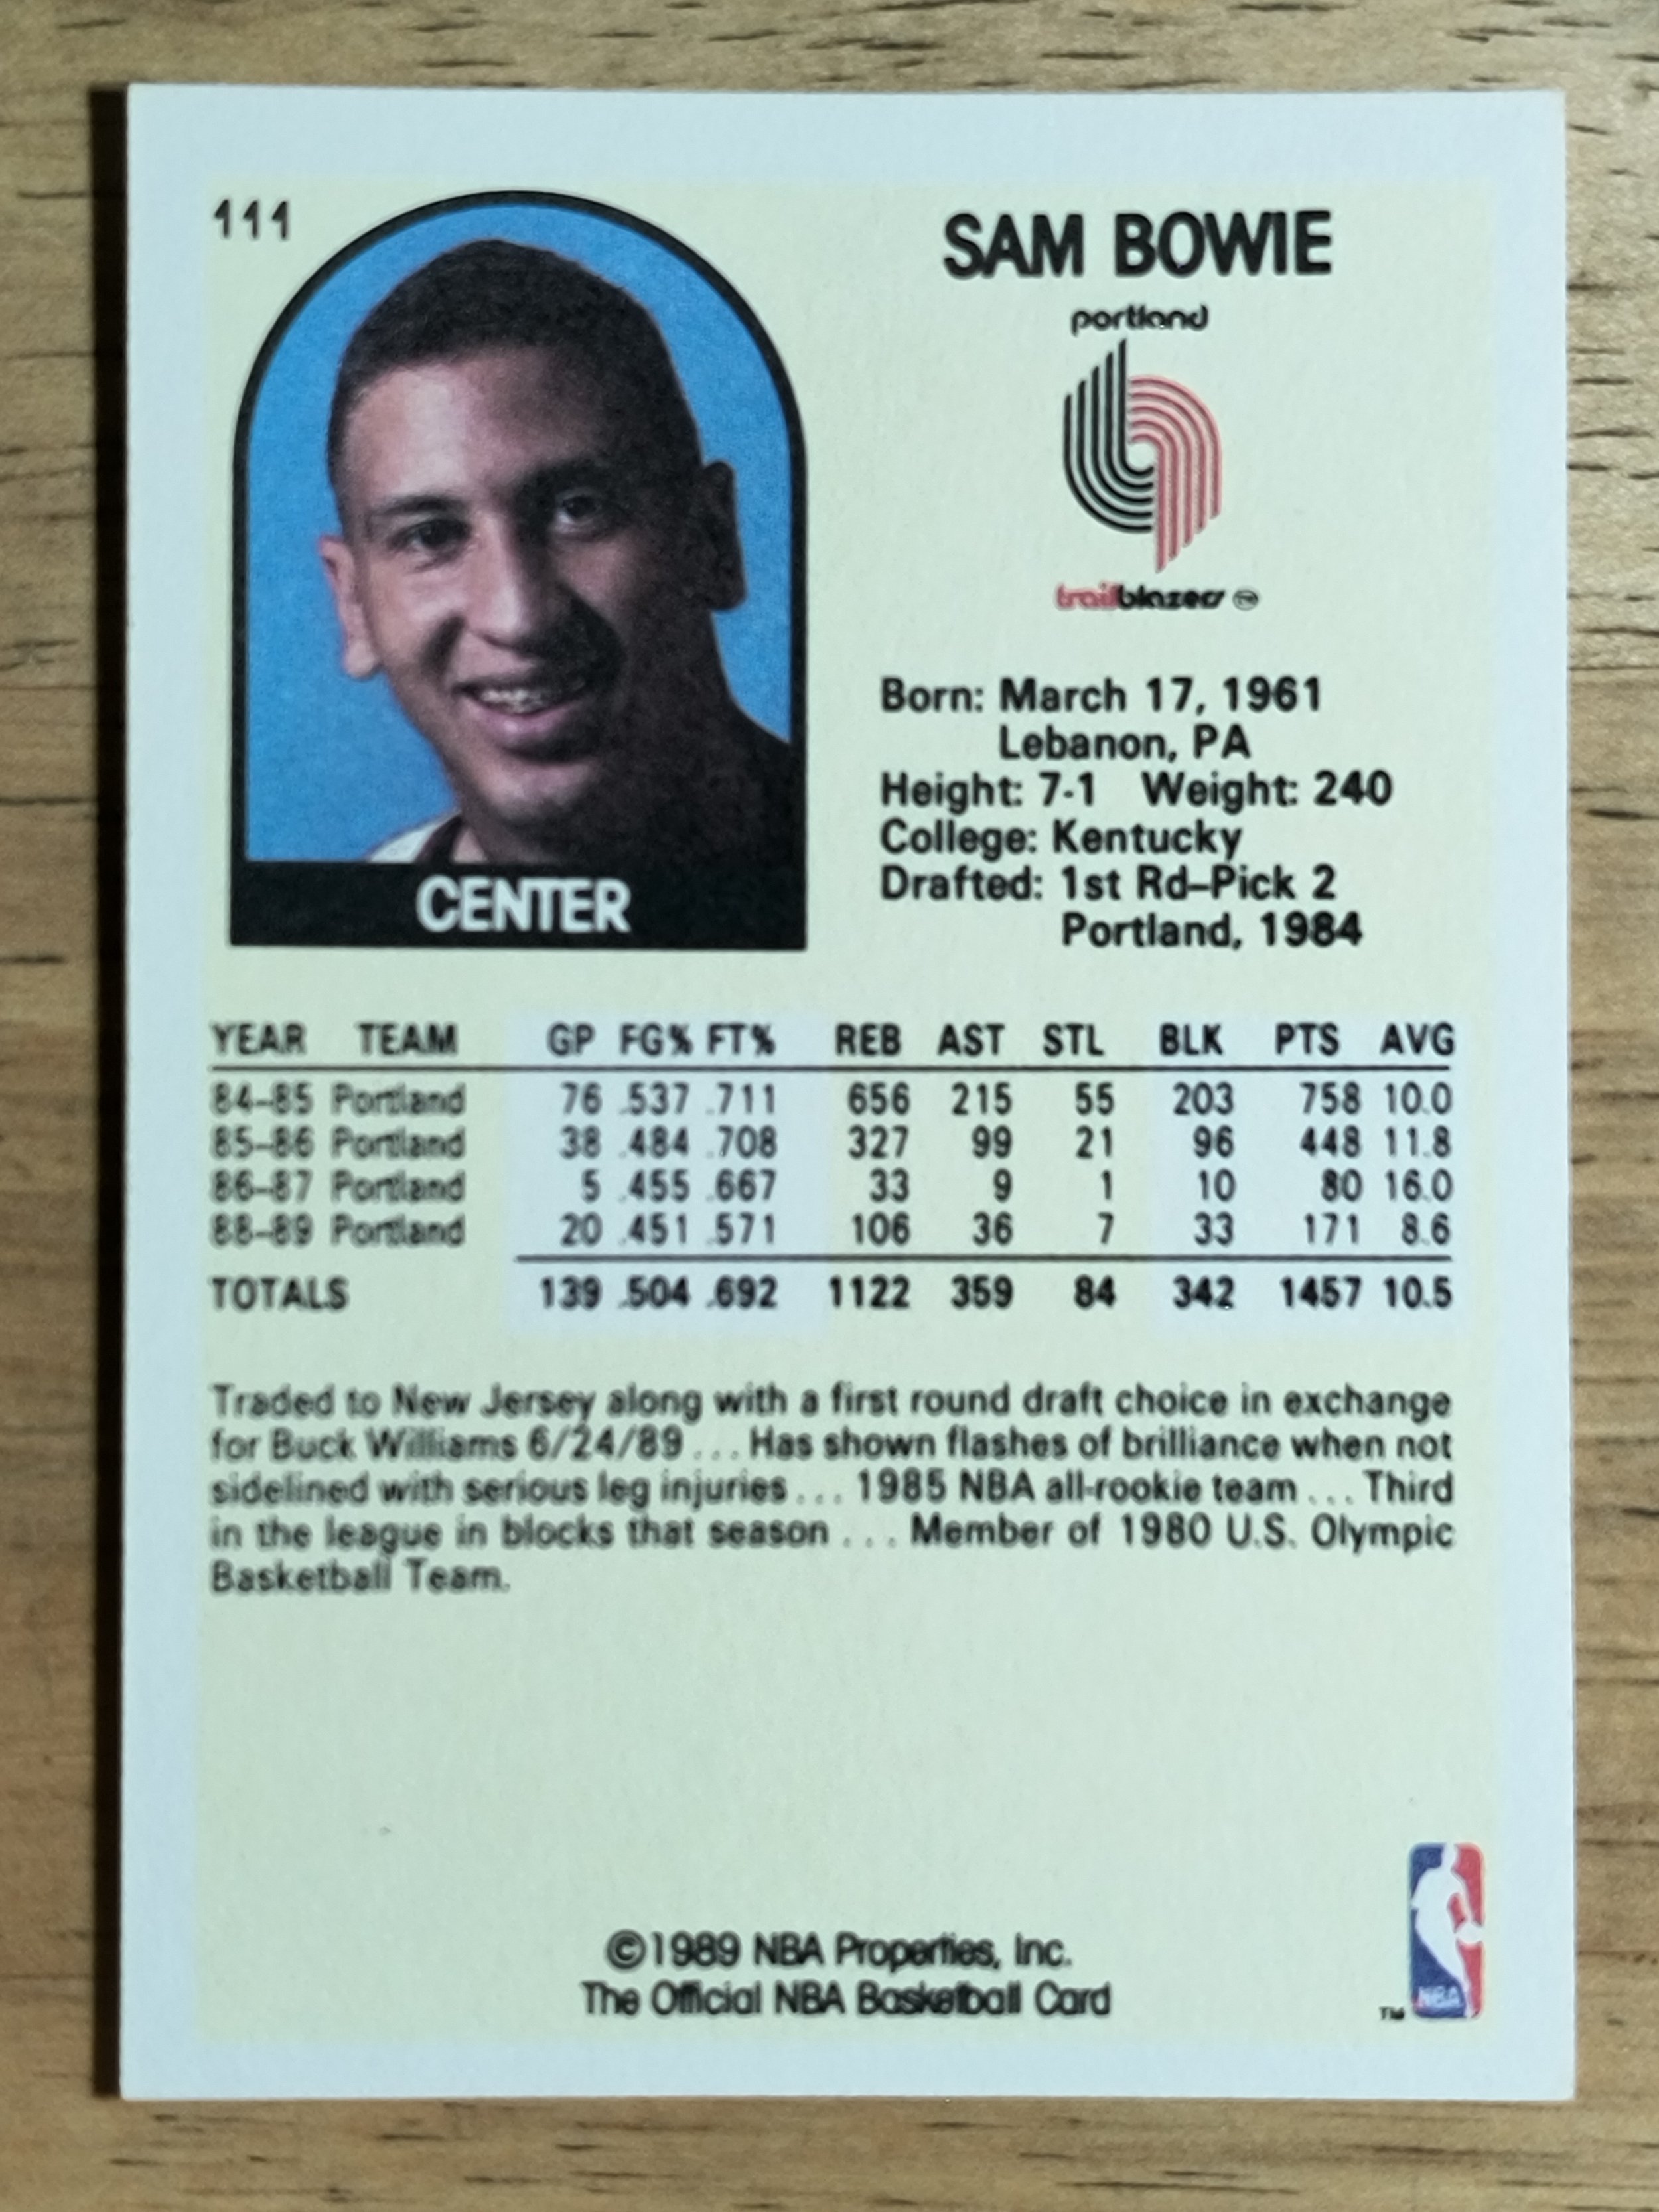 111
SAM BOWIE
portland
trailblazers TM
Born: March 17, 1961
Lebanon, PA
Height: 7-1 Weight: 240
College: Kentucky
Drafted: 1st Rd–Pick 2
Portland, 1984
CENTER
YEAR TEAM GP FG% FT% REB AST STL BLK PTS AVG
84–85 Portland 76 .537 .711 656 215 55 203 758 10.0
85–86 Portland 38 .484 .708 327 99 21 96 448 11.8
86–87 Portland 5 .455 .667 33 9 1 10 80 16.0
88–89 Portland 20 .451 .571 106 36 7 33 171 8.6
TOTALS 139 .504 .692 1122 359 84 342 1457 10.5
Traded to New Jersey along with a first round draft choice in exchange
for Buck Williams 6/24/89 ... Has shown flashes of brilliance when not
sidelined with serious leg injuries ... 1985 NBA all-rookie team ... Third
in the league in blocks that season ... Member of 1980 U.S. Olympic
Basketball Team.
©1989 NBA Properties, Inc.
The Official NBA Basketball Card
NBA
TM